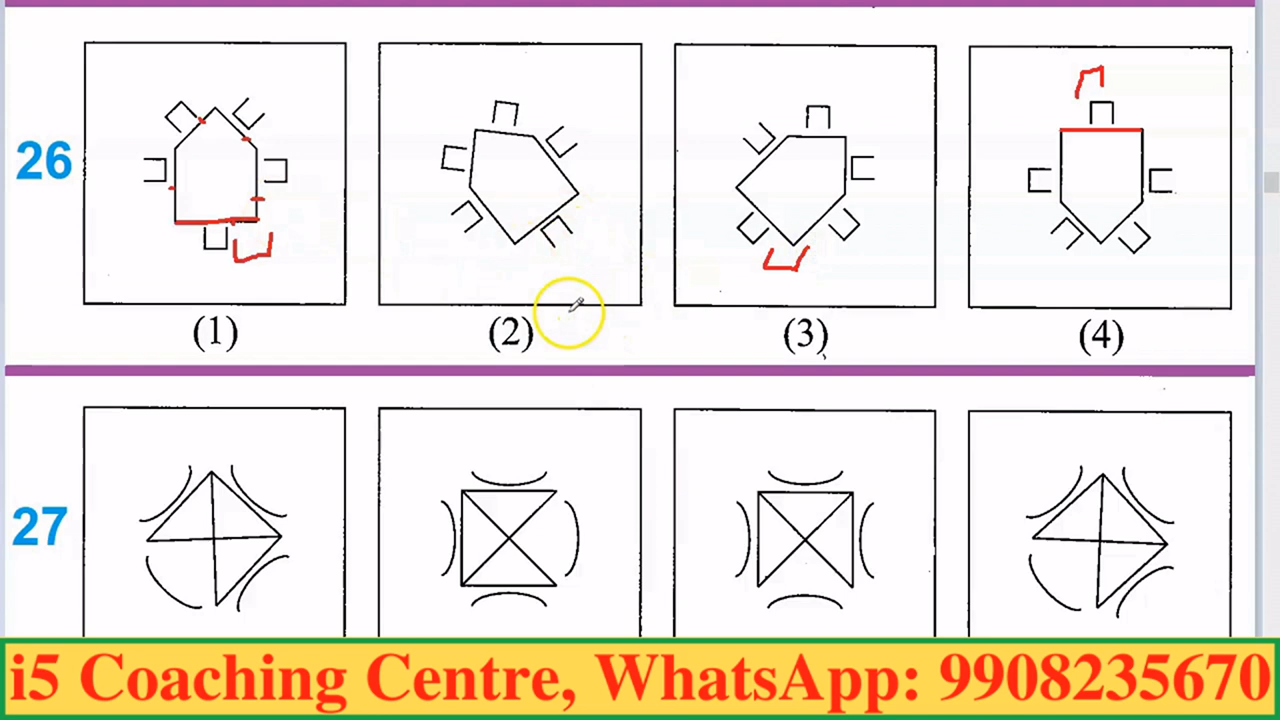 26
(1) (2) (3) (4)
27
i5 Coaching Centre, WhatsApp: 9908235670